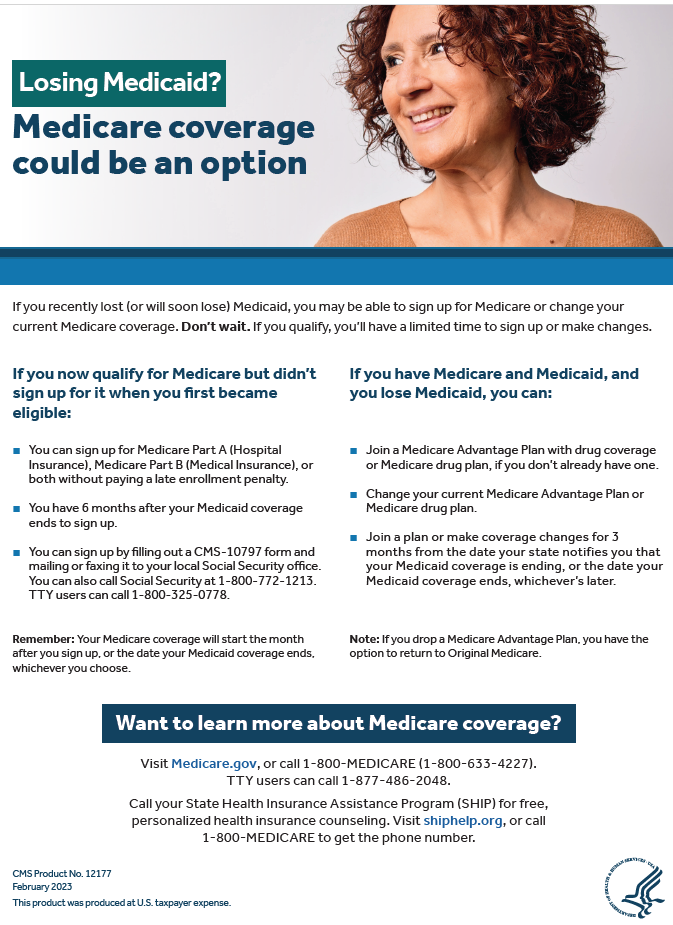 Losing Medicaid?
Medicare coverage
could be an option
If you recently lost (or will soon lose) Medicaid, you may be able to sign up for Medicare or change your
current Medicare coverage. Don't wait. If you qualify, you'll have a limited time to sign up or make changes.
If you now qualify for Medicare but didn't
sign up for it when you first became
eligible:
■ You can sign up for Medicare Part A (Hospital
Insurance), Medicare Part B (Medical Insurance), or
both without paying a late enrollment penalty.
■ You have 6 months after your Medicaid coverage
ends to sign up.
■ You can sign up by filling out a CMS-10797 form and
mailing or faxing it to your local Social Security office.
You can also call Social Security at 1-800-772-1213.
TTY users can call 1-800-325-0778.
Remember: Your Medicare coverage will start the month
after you sign up, or the date your Medicaid coverage ends,
whichever you choose.
If you have Medicare and Medicaid, and
you lose Medicaid, you can:
■ Join a Medicare Advantage Plan with drug coverage
or Medicare drug plan, if you don't already have one.
■ Change your current Medicare Advantage Plan or
Medicare drug plan.
■ Join a plan or make coverage changes for 3
months from the date your state notifies you that
your Medicaid coverage is ending, or the date your
Medicaid coverage ends, whichever's later.
Note: If you drop a Medicare Advantage Plan, you have the
option to return to Original Medicare.
Want to learn more about Medicare coverage?
Visit Medicare.gov, or call 1-800-MEDICARE (1-800-633-4227).
TTY users can call 1-877-486-2048.
Call your State Health Insurance Assistance Program (SHIP) for free,
personalized health insurance counseling. Visit shiphelp.org, or call
1-800-MEDICARE to get the phone number.
CMS Product No. 12177
February 2023
This product was produced at U.S. taxpayer expense.
DEPARTMENT OF HEALTH & HUMAN SERVICES · USA